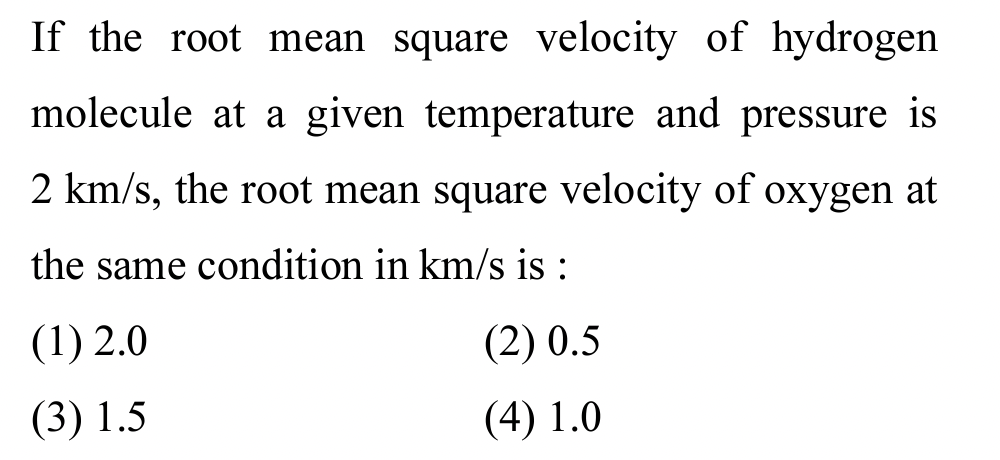 If the root mean square velocity of hydrogen
molecule at a given temperature and pressure is
2 km/s, the root mean square velocity of oxygen at
the same condition in km/s is :
(1) 2.0 (2) 0.5
(3) 1.5 (4) 1.0